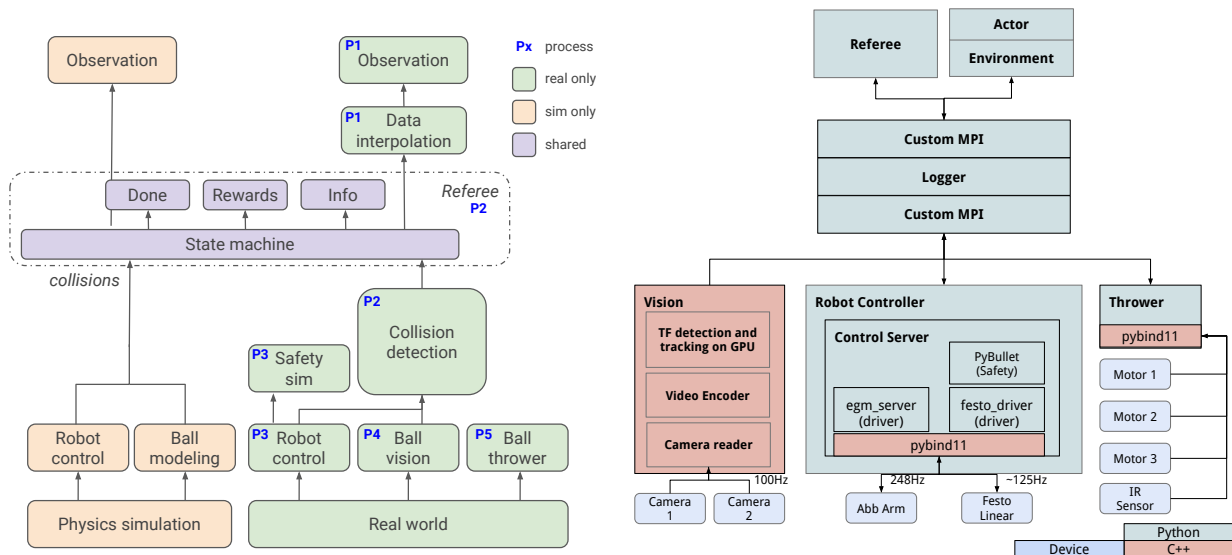 Observation
P1
Observation
Px process
real only
sim only
shared
P1
Data
interpolation
Done
Rewards
Info
Referee
P2
State machine
collisions
P2
Collision
detection
P3
Safety
sim
Robot
control
Ball
modeling
P3
Robot
control
P4
Ball
vision
P5
Ball
thrower
Physics simulation
Real world
Referee
Actor
Environment
Custom MPI
Logger
Custom MPI
Vision
TF detection and
tracking on GPU
Video Encoder
Camera reader
100Hz
Camera
1
Camera
2
Robot Controller
Control Server
PyBullet
(Safety)
egm_server
(driver)
festo_driver
(driver)
pybind11
248Hz
~125Hz
Abb Arm
Festo
Linear
Thrower
pybind11
Motor 1
Motor 2
Motor 3
IR
Sensor
Python
Device
C++